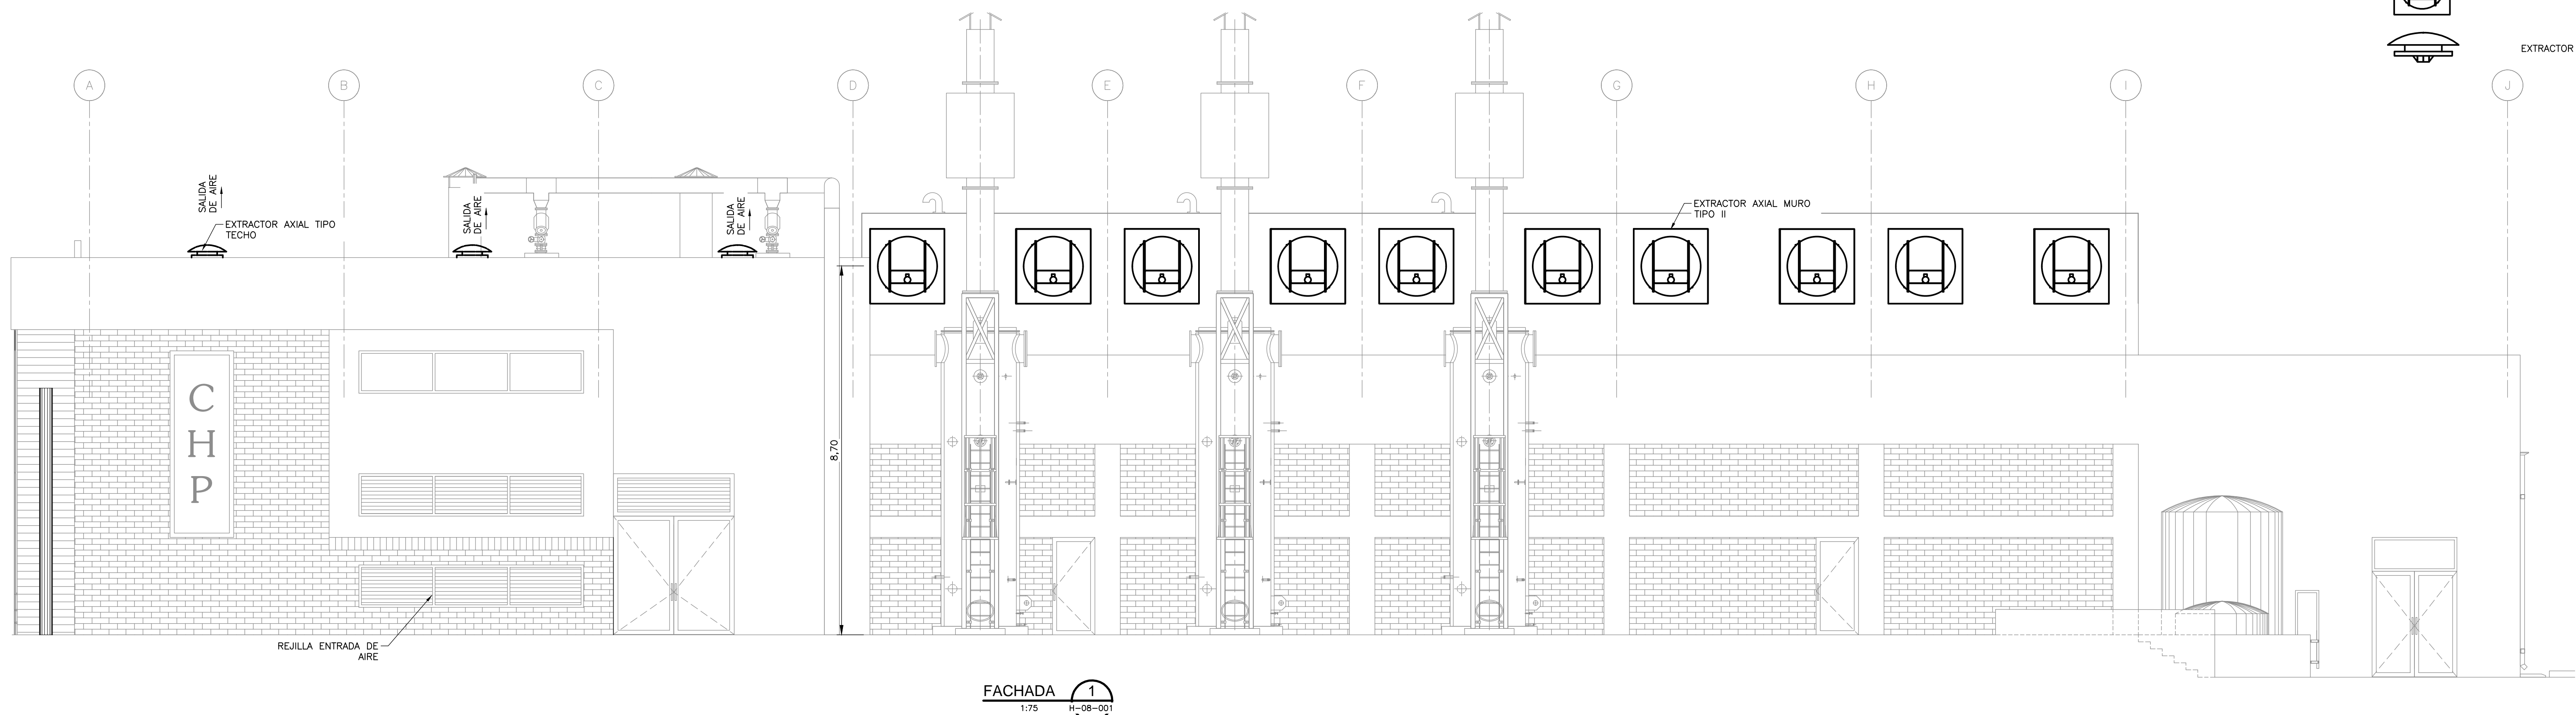 EXTRACTOR
A
B
C
D
E
F
G
H
I
J
SALIDA
DE AIRE
SALIDA
DE AIRE
SALIDA
DE AIRE
EXTRACTOR AXIAL TIPO
TECHO
EXTRACTOR AXIAL MURO
TIPO II
C
H
P
8,70
REJILLA ENTRADA DE
AIRE
FACHADA
1
1:75
H-08-001